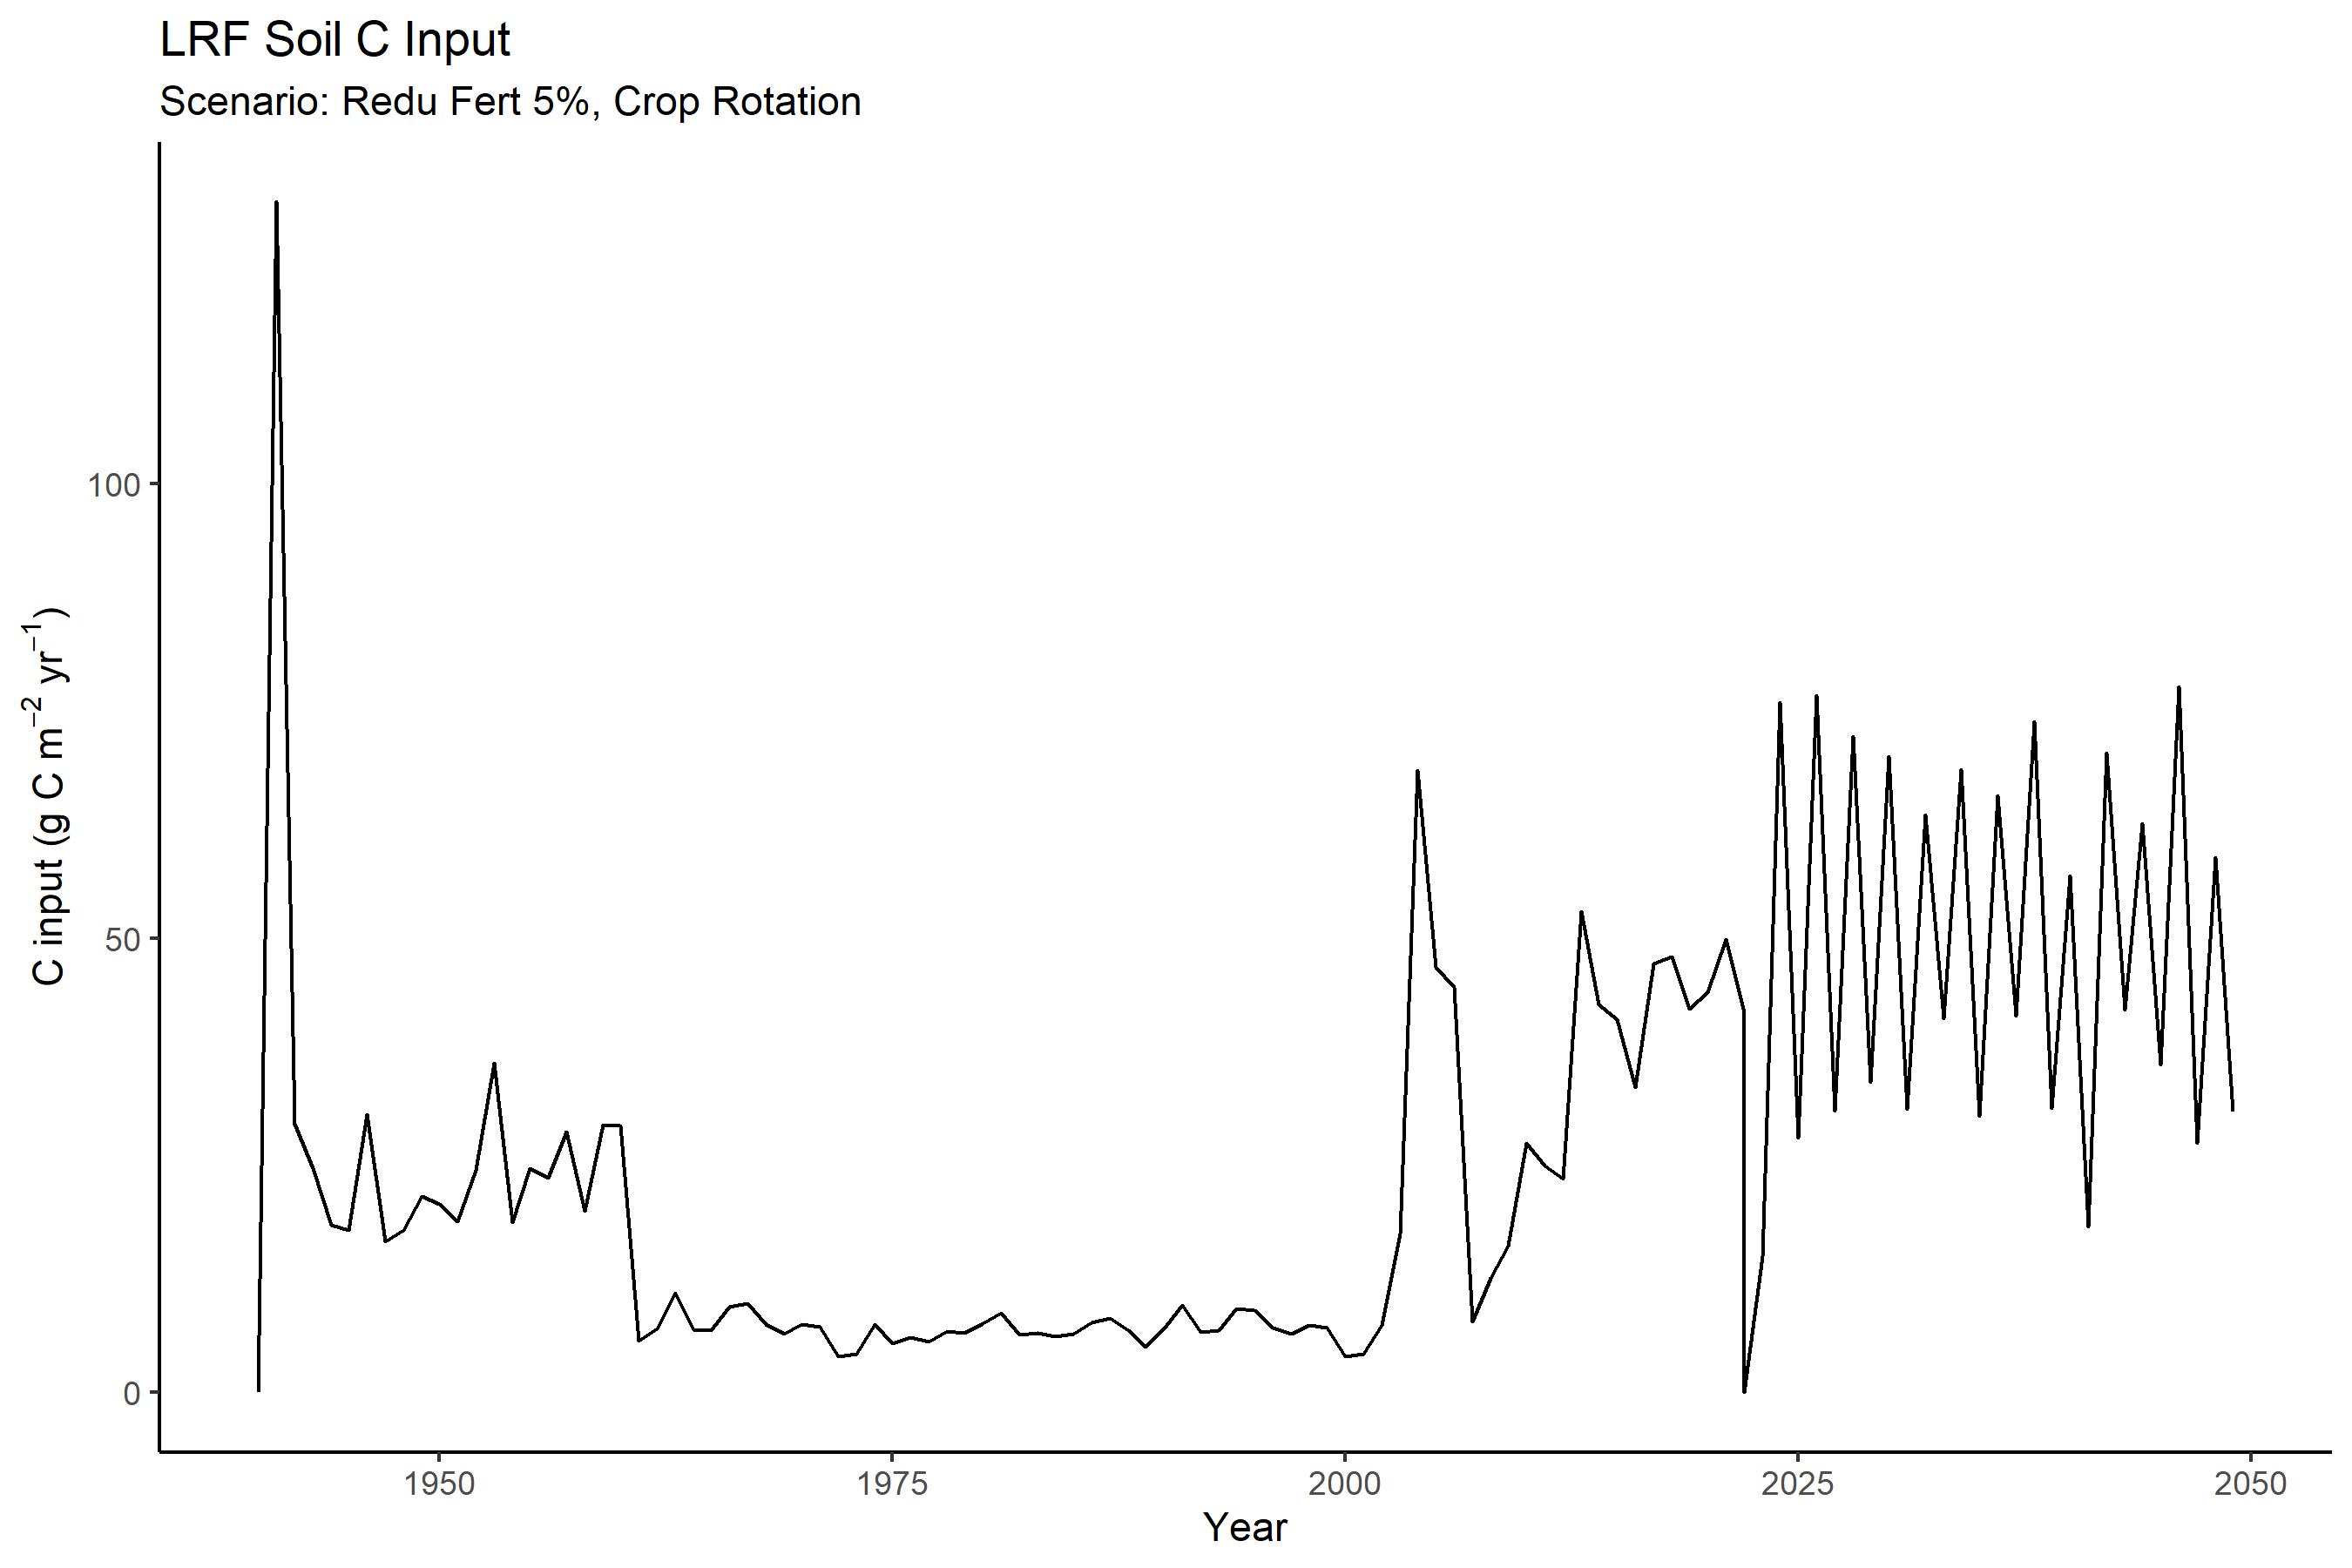 LRF Soil C Input
Scenario: Redu Fert 5%, Crop Rotation
C input (g C m⁻² yr⁻¹)
100
50
0
1950 1975 2000 2025 2050
Year